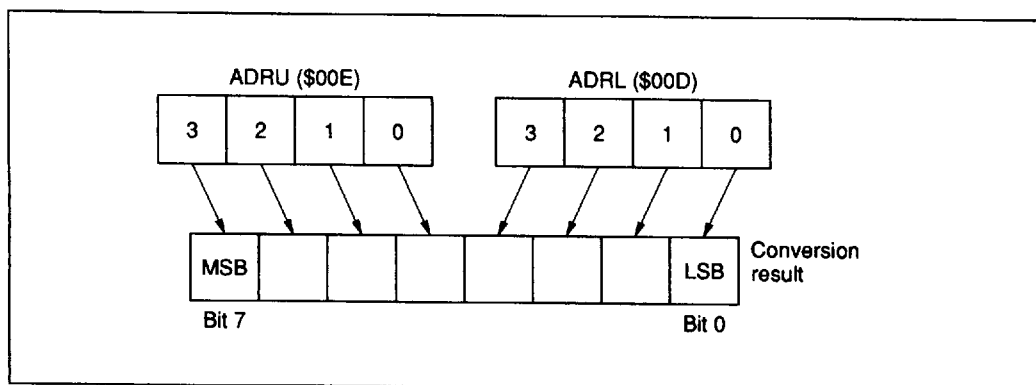 ADRU ($00E) ADRL ($00D)
3 2 1 0 3 2 1 0
MSB LSB Conversion
result
Bit 7 Bit 0